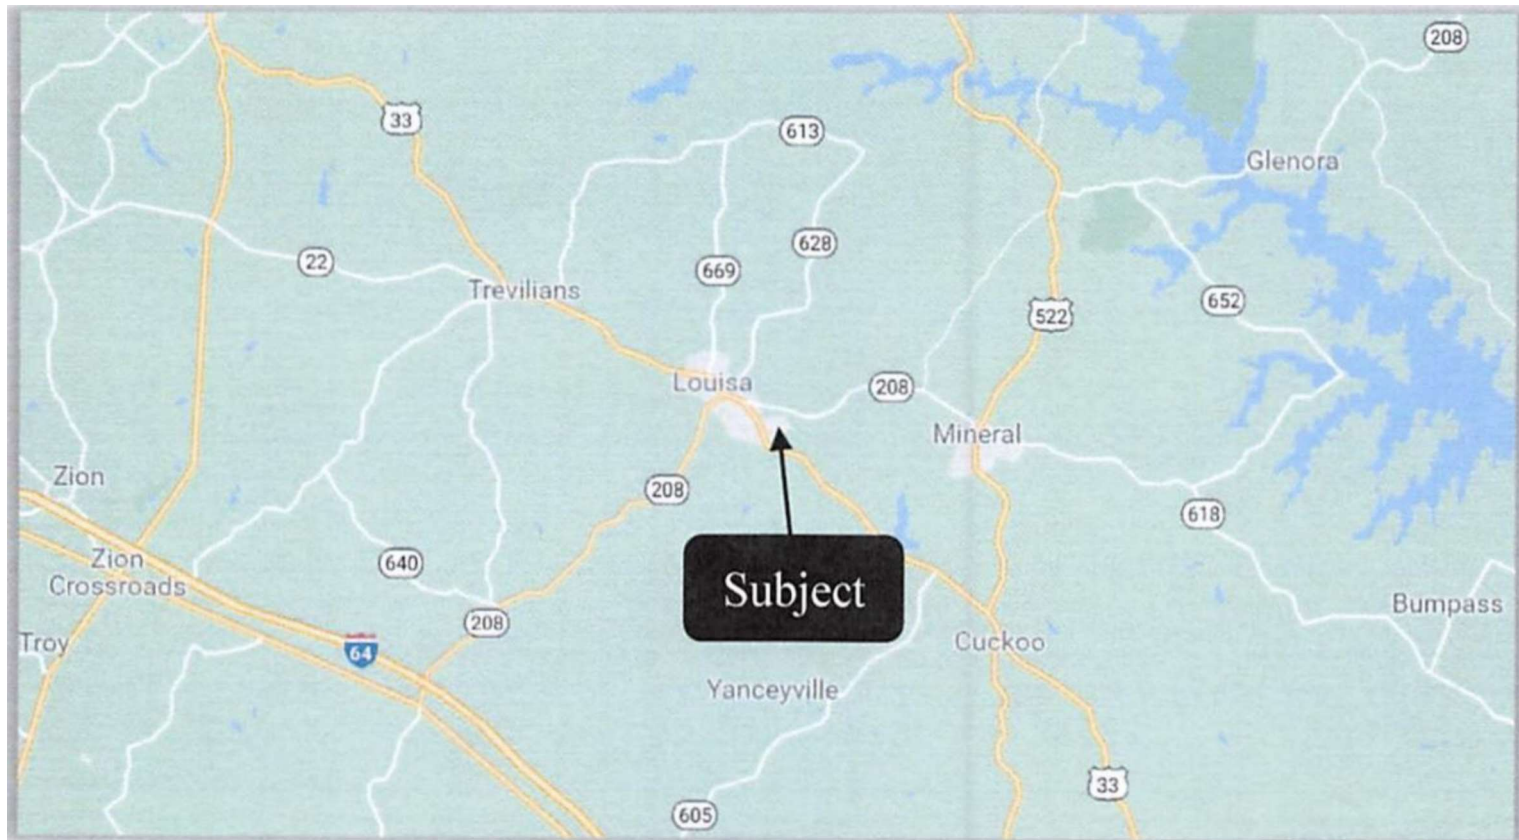 208
33
613
Glenora
628
22
669
Trevilians
652
522
Louisa
208
Mineral
Zion
208
618
Zion
Crossroads
640
Subject
Bumpass
208
Troy
64
Cuckoo
Yanceyville
33
605